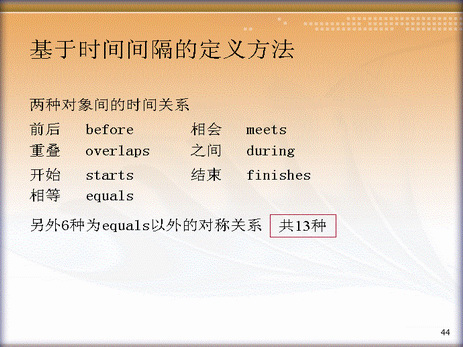 基于时间间隔的定义方法
两种对象间的时间关系
前后 before 相会 meets
重叠 overlaps 之间 during
开始 starts 结束 finishes
相等 equals
另外6种为equals以外的对称关系 共13种
44